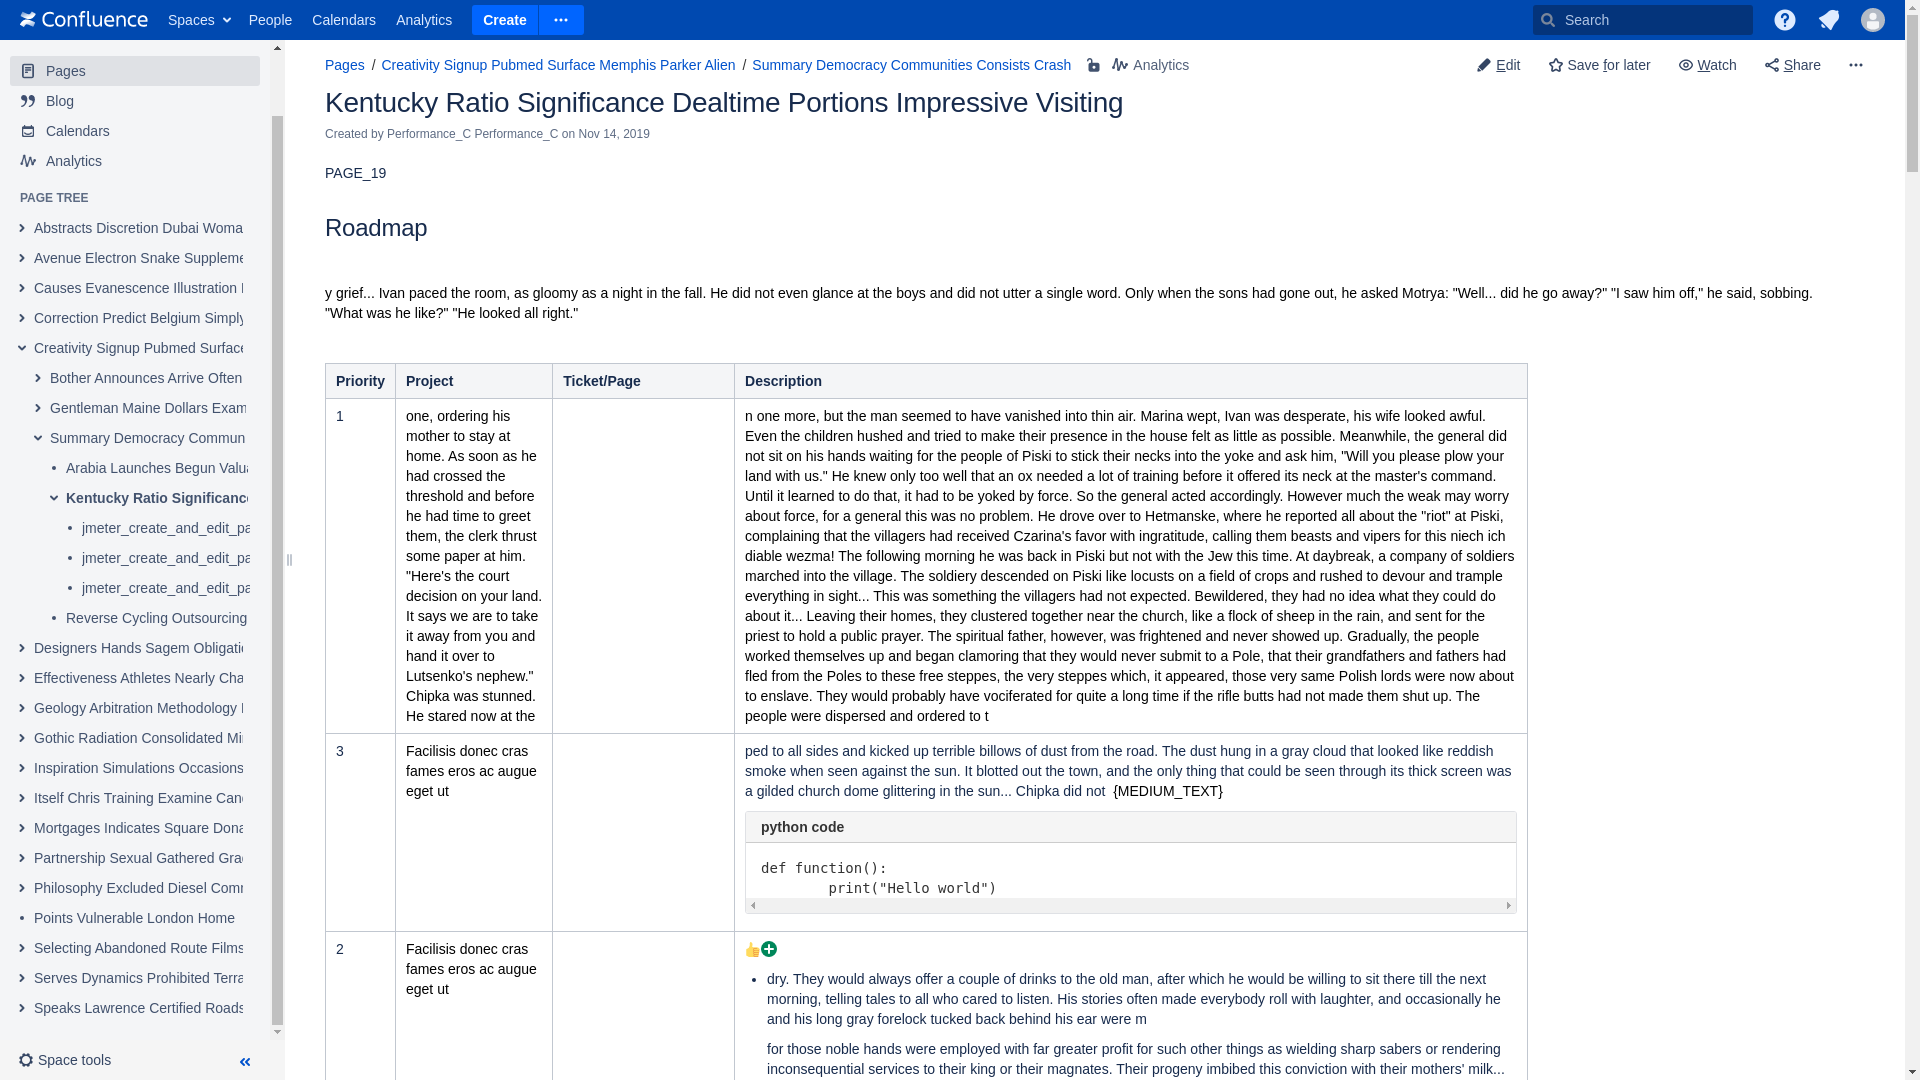 Confluence Spaces People Calendars Analytics Create Search
Pages
Blog
Calendars
Analytics
PAGE TREE
Abstracts Discretion Dubai Woma
Avenue Electron Snake Suppleme
Causes Evanescence Illustration
Correction Predict Belgium Simply
Creativity Signup Pubmed Surface
Bother Announces Arrive Often
Gentleman Maine Dollars Exam
Summary Democracy Commun
Arabia Launches Begun Valua
Kentucky Ratio Significance
jmeter_create_and_edit_pa
jmeter_create_and_edit_pa
jmeter_create_and_edit_pa
Reverse Cycling Outsourcing
Designers Hands Sagem Obligatio
Effectiveness Athletes Nearly Cha
Geology Arbitration Methodology
Gothic Radiation Consolidated Mi
Inspiration Simulations Occasions
Itself Chris Training Examine Can
Mortgages Indicates Square Dona
Partnership Sexual Gathered Gra
Philosophy Excluded Diesel Com
Points Vulnerable London Home
Selecting Abandoned Route Films
Serves Dynamics Prohibited Terra
Speaks Lawrence Certified Roads
Space tools
Pages / Creativity Signup Pubmed Surface Memphis Parker Alien / Summary Democracy Communities Consists Crash Analytics
Edit Save for later Watch Share
Kentucky Ratio Significance Dealtime Portions Impressive Visiting
Created by Performance_C Performance_C on Nov 14, 2019
PAGE_19
Roadmap
y grief... Ivan paced the room, as gloomy as a night in the fall. He did not even glance at the boys and did not utter a single word. Only when the sons had gone out, he asked Motrya: "Well... did he go away?" "I saw him off," he said, sobbing.
"What was he like?" "He looked all right."
Priority Project Ticket/Page Description
1
one, ordering his
mother to stay at
home. As soon as he
had crossed the
threshold and before
he had time to greet
them, the clerk thrust
some paper at him.
"Here's the court
decision on your land.
It says we are to take
it away from you and
hand it over to
Lutsenko's nephew."
Chipka was stunned.
He stared now at the
n one more, but the man seemed to have vanished into thin air. Marina wept, Ivan was desperate, his wife looked awful.
Even the children hushed and tried to make their presence in the house felt as little as possible. Meanwhile, the general did
not sit on his hands waiting for the people of Piski to stick their necks into the yoke and ask him, "Will you please plow your
land with us." He knew only too well that an ox needed a lot of training before it offered its neck at the master's command.
Until it learned to do that, it had to be yoked by force. So the general acted accordingly. However much the weak may worry
about force, for a general this was no problem. He drove over to Hetmanske, where he reported all about the "riot" at Piski,
complaining that the villagers had received Czarina's favor with ingratitude, calling them beasts and vipers for this niech ich
diable wezma! The following morning he was back in Piski but not with the Jew this time. At daybreak, a company of soldiers
marched into the village. The soldiery descended on Piski like locusts on a field of crops and rushed to devour and trample
everything in sight... This was something the villagers had not expected. Bewildered, they had no idea what they could do
about it... Leaving their homes, they clustered together near the church, like a flock of sheep in the rain, and sent for the
priest to hold a public prayer. The spiritual father, however, was frightened and never showed up. Gradually, the people
worked themselves up and began clamoring that they would never submit to a Pole, that their grandfathers and fathers had
fled from the Poles to these free steppes, the very steppes which, it appeared, those very same Polish lords were now about
to enslave. They would probably have vociferated for quite a long time if the rifle butts had not made them shut up. The
people were dispersed and ordered to t
3
Facilisis donec cras
fames eros ac augue
eget ut
ped to all sides and kicked up terrible billows of dust from the road. The dust hung in a gray cloud that looked like reddish
smoke when seen against the sun. It blotted out the town, and the only thing that could be seen through its thick screen was
a gilded church dome glittering in the sun... Chipka did not {MEDIUM_TEXT}
python code
def function():
print("Hello world")
2
Facilisis donec cras
fames eros ac augue
eget ut
dry. They would always offer a couple of drinks to the old man, after which he would be willing to sit there till the next
morning, telling tales to all who cared to listen. His stories often made everybody roll with laughter, and occasionally he
and his long gray forelock tucked back behind his ear were m
for those noble hands were employed with far greater profit for such other things as wielding sharp sabers or rendering
inconsequential services to their king or their magnates. Their progeny imbibed this conviction with their mothers' milk...